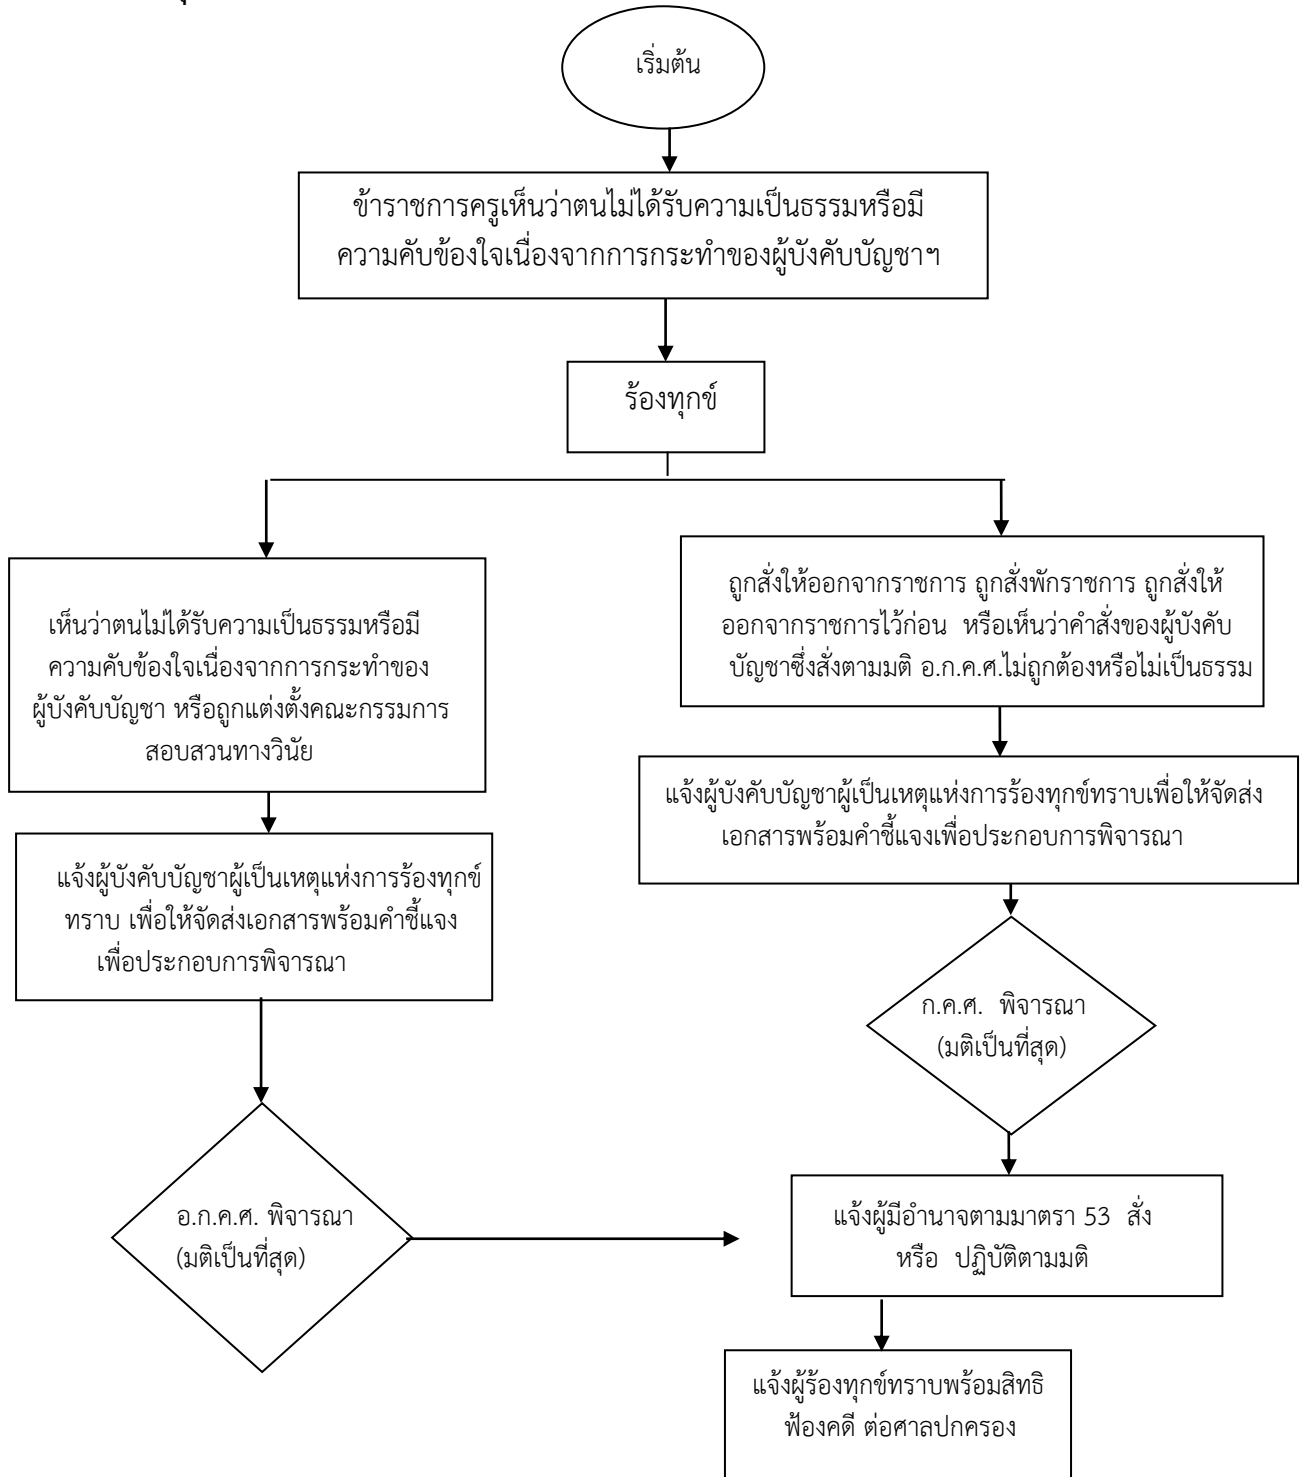 เริ่มต้น
ข้าราชการครูเห็นว่าตนไม่ได้รับความเป็นธรรมหรือมี
ความคับข้องใจเนื่องจากการกระทำของผู้บังคับบัญชาฯ
ร้องทุกข์
เห็นว่าตนไม่ได้รับความเป็นธรรมหรือมี
ความคับข้องใจเนื่องจากการกระทำของ
ผู้บังคับบัญชา หรือถูกแต่งตั้งคณะกรรมการ
สอบสวนทางวินัย
ถูกสั่งให้ออกจากราชการ ถูกสั่งพักราชการ ถูกสั่งให้
ออกจากราชการไว้ก่อน หรือเห็นว่าคำสั่งของผู้บังคับ
บัญชาซึ่งสั่งตามมติ อ.ก.ค.ศ.ไม่ถูกต้องหรือไม่เป็นธรรม
แจ้งผู้บังคับบัญชาผู้เป็นเหตุแห่งการร้องทุกข์
ทราบ เพื่อให้จัดส่งเอกสารพร้อมคำชี้แจง
เพื่อประกอบการพิจารณา
แจ้งผู้บังคับบัญชาผู้เป็นเหตุแห่งการร้องทุกข์ทราบเพื่อให้จัดส่ง
เอกสารพร้อมคำชี้แจงเพื่อประกอบการพิจารณา
ก.ค.ศ. พิจารณา
(มติเป็นที่สุด)
อ.ก.ค.ศ. พิจารณา
(มติเป็นที่สุด)
แจ้งผู้มีอำนาจตามมาตรา 53 สั่ง
หรือ ปฏิบัติตามมติ
แจ้งผู้ร้องทุกข์ทราบพร้อมสิทธิ
ฟ้องคดี ต่อศาลปกครอง